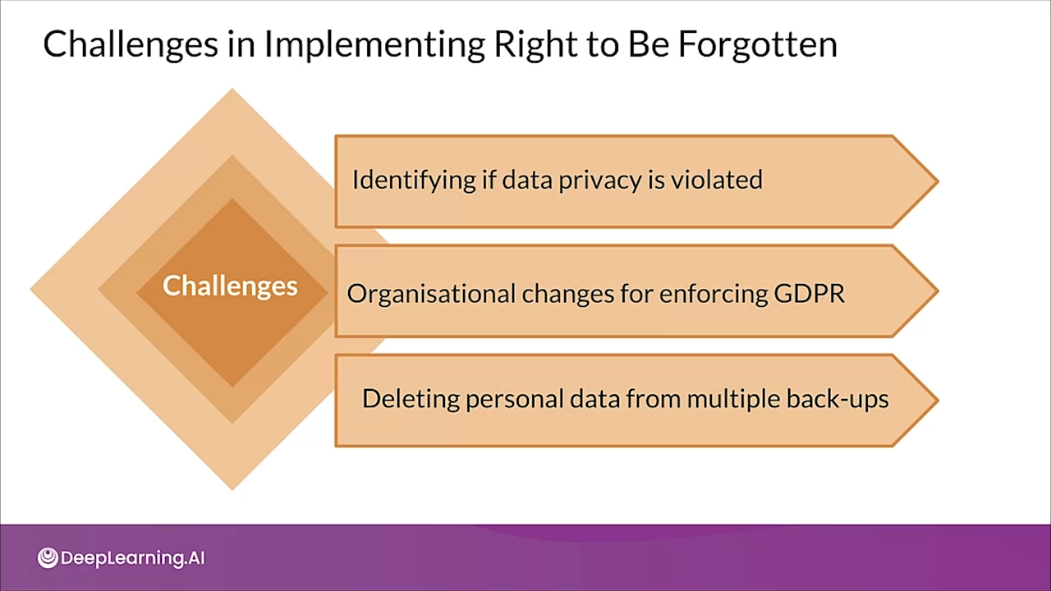 Challenges in Implementing Right to Be Forgotten
Challenges
Identifying if data privacy is violated
Organisational changes for enforcing GDPR
Deleting personal data from multiple back-ups
DeepLearning.AI